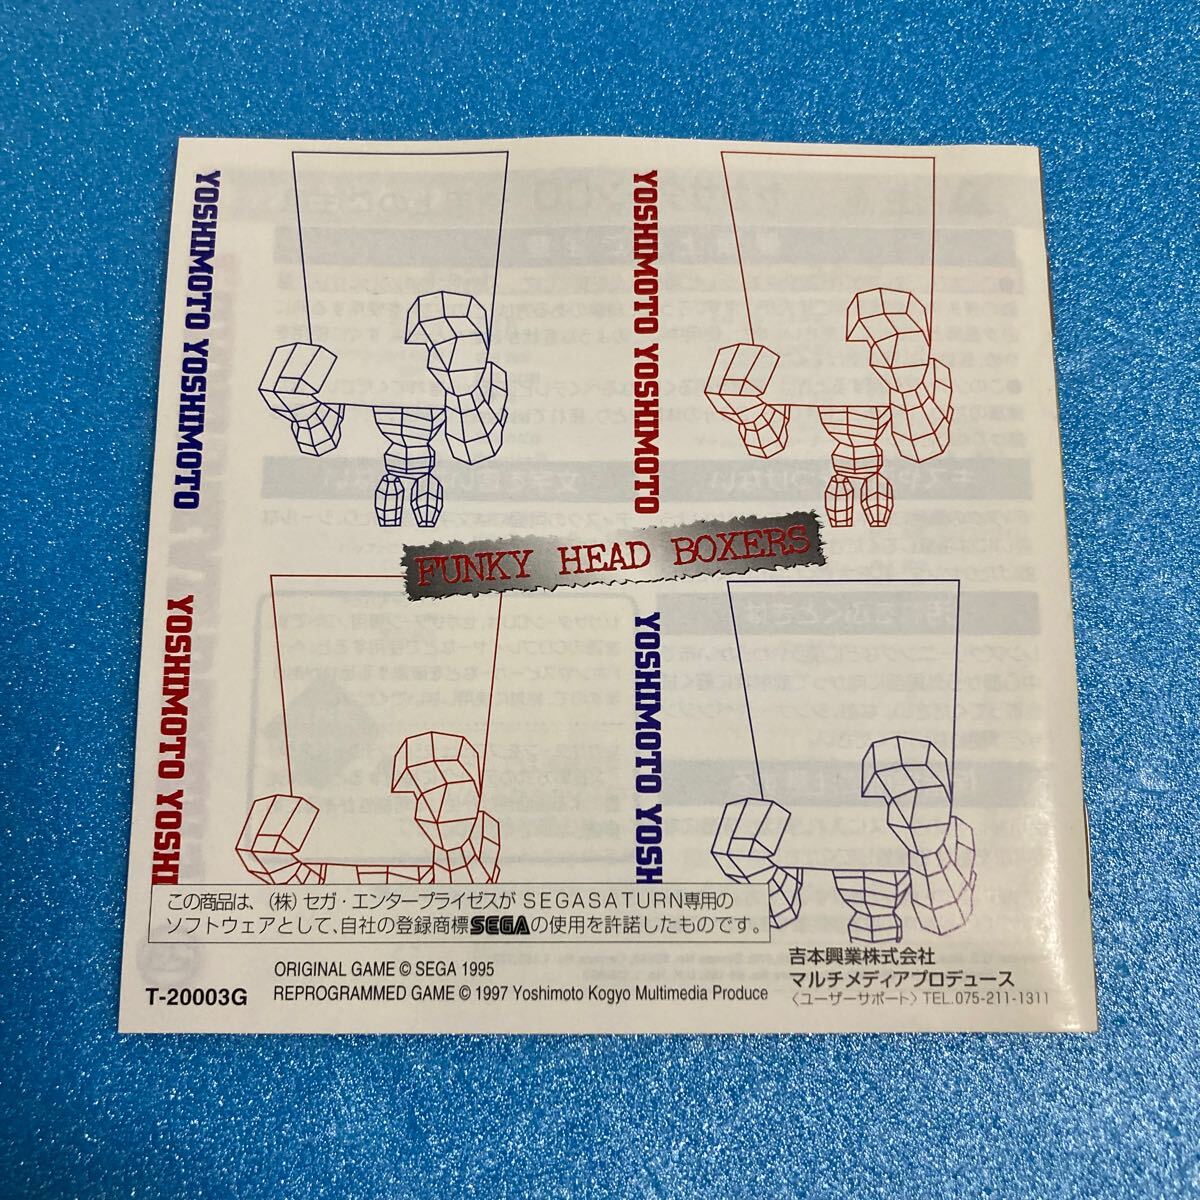 YOSHIMOTO YOSHIMOTO
YOSHIMOTO YOSHIMOTO
FUNKY HEAD BOXERS
YOSHIMOTO YOSHI
YOSHIMOTO YOSH
この商品は、(株)セガ・エンタープライゼスがSEGASATURN専用の
ソフトウェアとして、自社の登録商標SEGAの使用を許諾したものです。
T-20003G
ORIGINAL GAME © SEGA 1995
REPROGRAMMED GAME © 1997 Yoshimoto Kogyo Multimedia Produce
吉本興業株式会社
マルチメディアプロデュース
〈ユーザーサポート〉TEL.075-211-1311